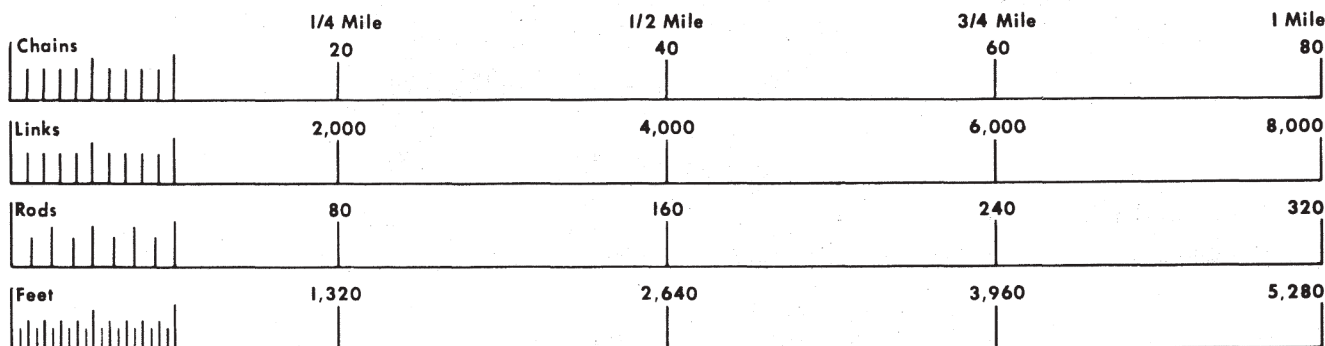 1/4 Mile 1/2 Mile 3/4 Mile 1 Mile
Chains 20 40 60 80
Links 2,000 4,000 6,000 8,000
Rods 80 160 240 320
Feet 1,320 2,640 3,960 5,280